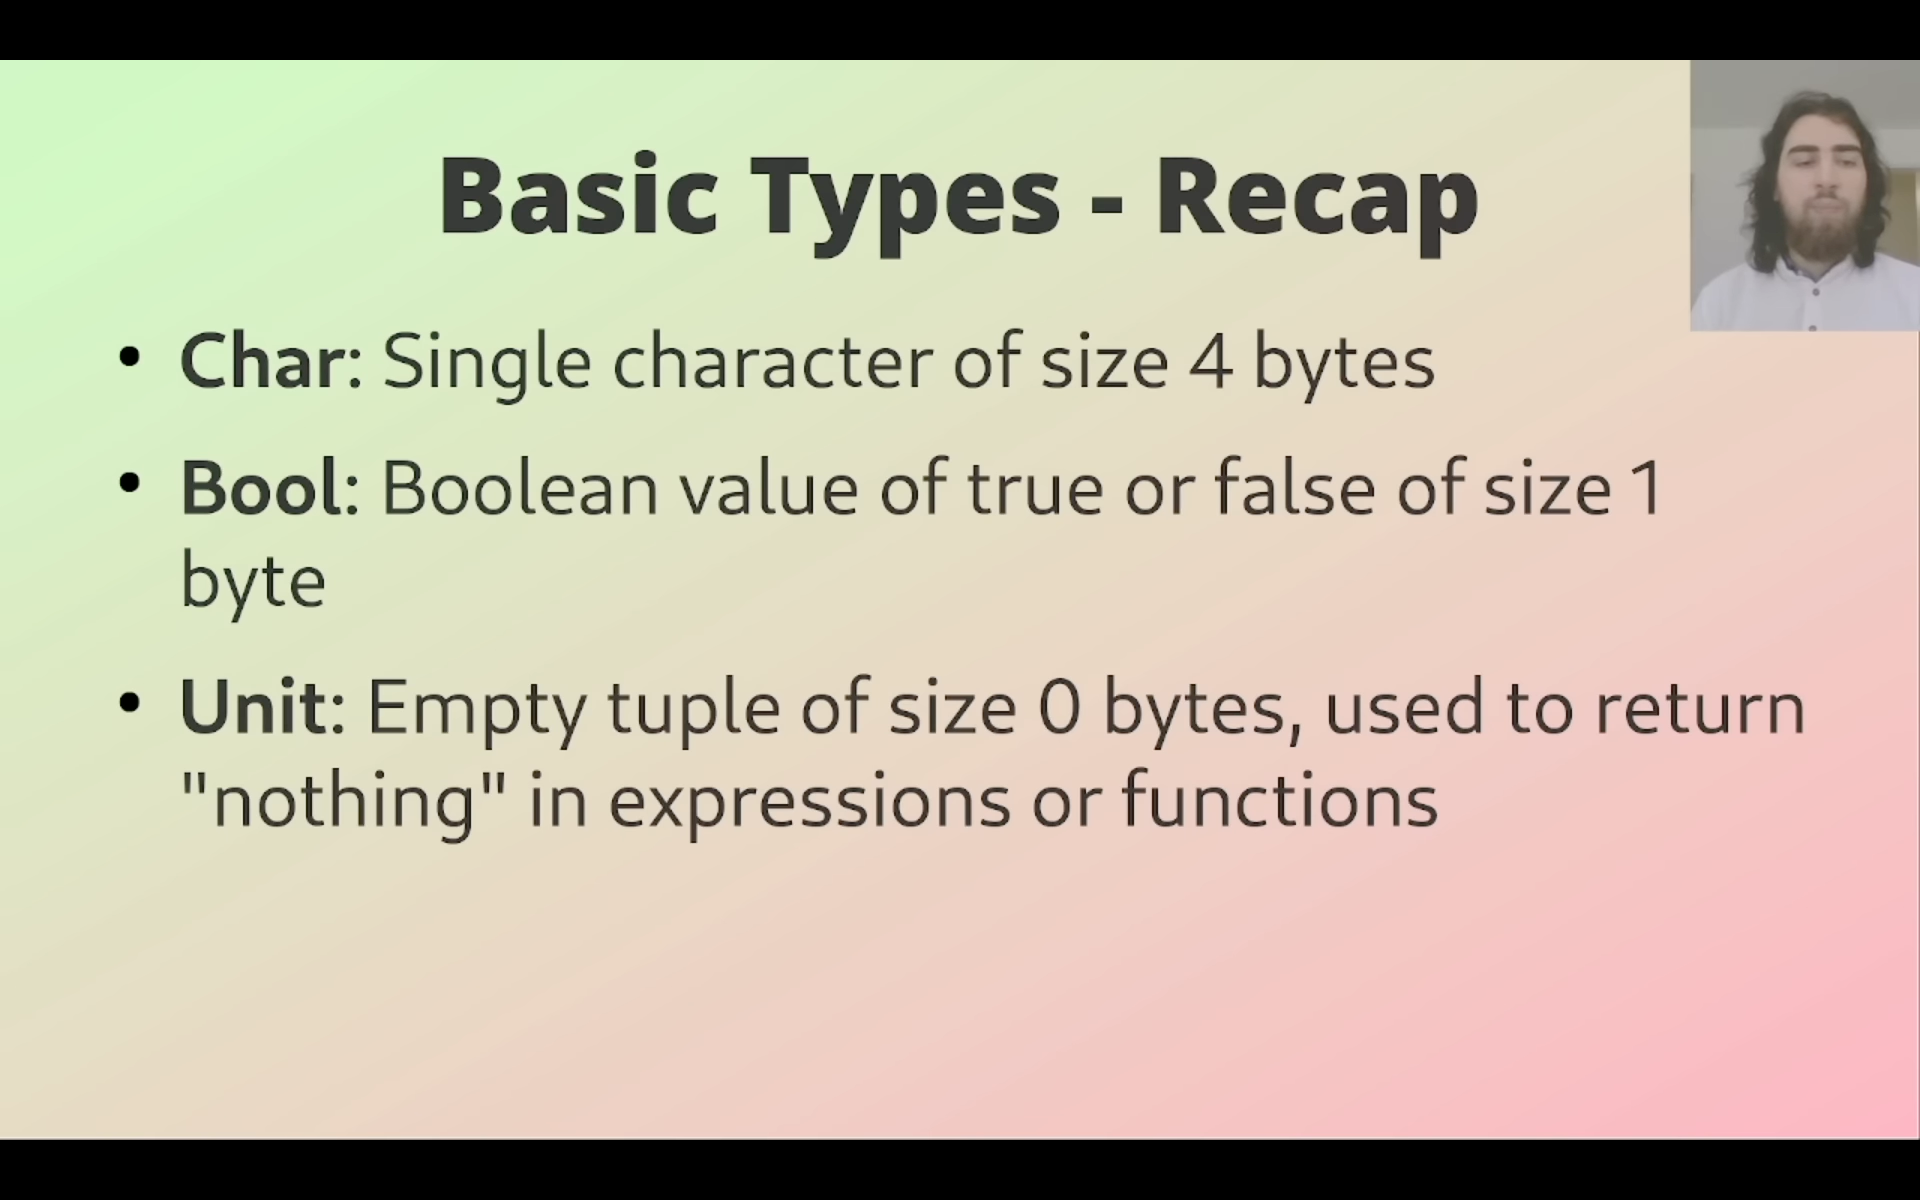 Basic Types - Recap
• Char: Single character of size 4 bytes
• Bool: Boolean value of true or false of size 1
byte
• Unit: Empty tuple of size 0 bytes, used to return
"nothing" in expressions or functions